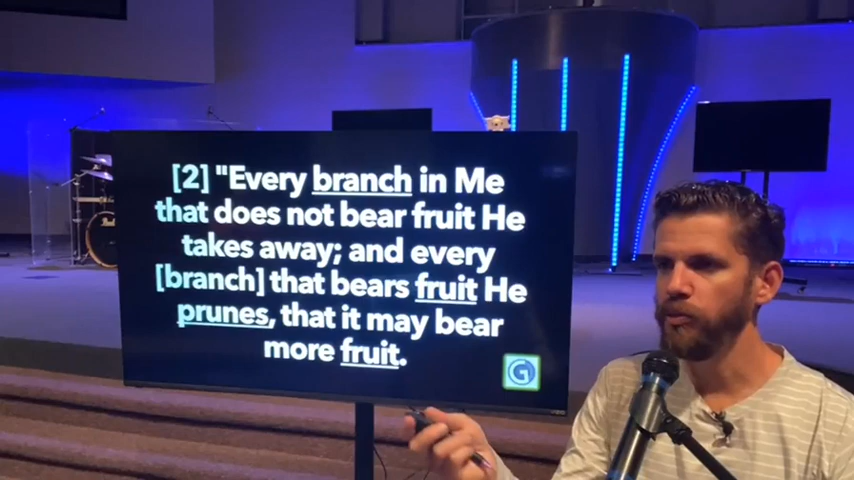 [2] "Every branch in Me
that does not bear fruit He
takes away; and every
[branch] that bears fruit He
prunes, that it may bear
more fruit.
G